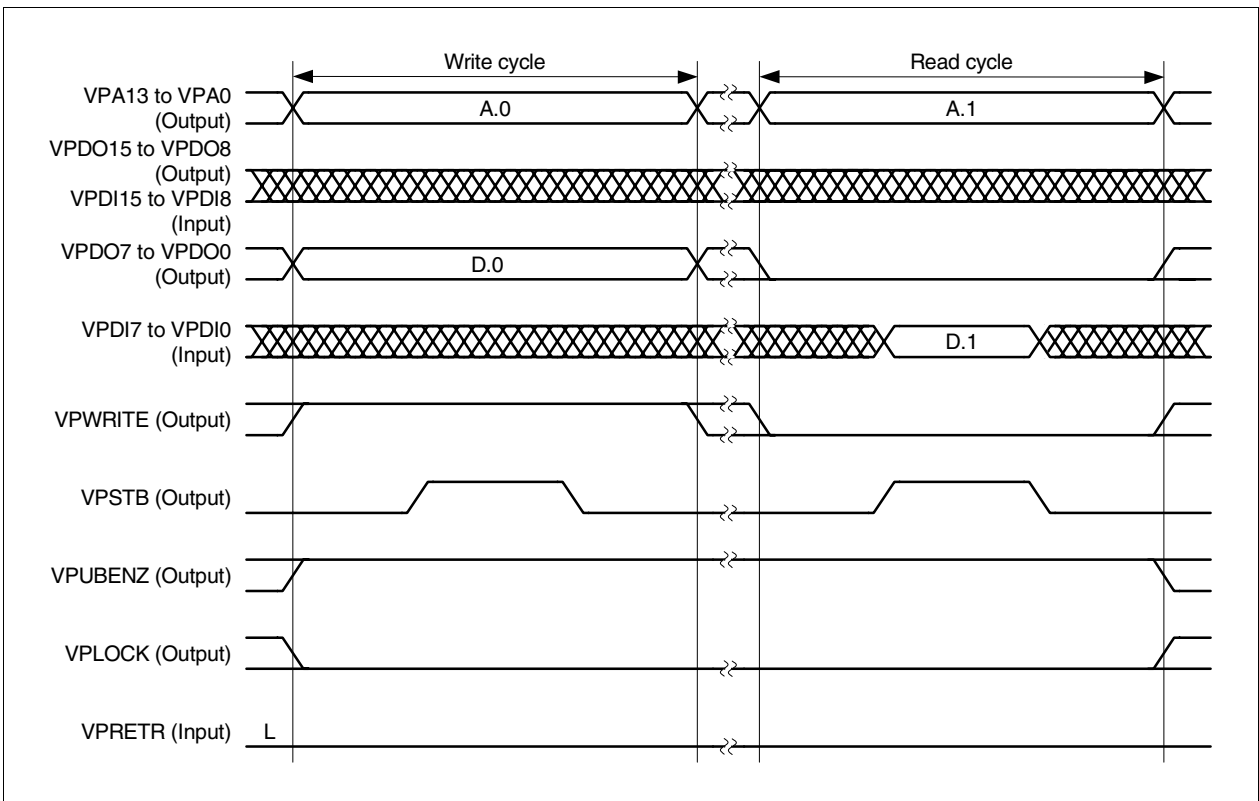 Write cycle
Read cycle
VPA13 to VPA0
(Output)
A.0
A.1
VPDO15 to VPDO8
(Output)
VPDI15 to VPDI8
(Input)
VPDO7 to VPDO0
(Output)
D.0
VPDI7 to VPDI0
(Input)
D.1
VPWRITE (Output)
VPSTB (Output)
VPUBENZ (Output)
VPLOCK (Output)
VPRETR (Input)
L